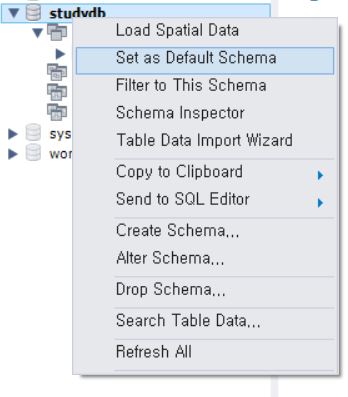 studydb
Load Spatial Data
Set as Default Schema
Filter to This Schema
Schema Inspector
sys
Table Data Import Wizard
wor
Copy to Clipboard
Send to SQL Editor
Create Schema...
Alter Schema...
Drop Schema...
Search Table Data...
Refresh All